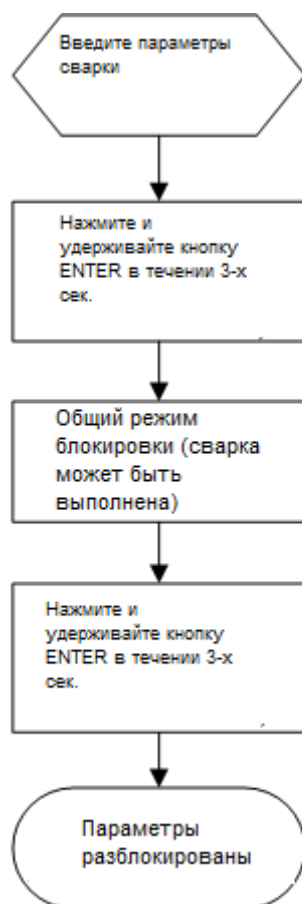 Введите параметры
сварки
Нажмите и
удерживайте кнопку
ENTER в течении 3-х
сек.
Общий режим
блокировки (сварка
может быть
выполнена)
Нажмите и
удерживайте кнопку
ENTER в течении 3-х
сек.
Параметры
разблокированы